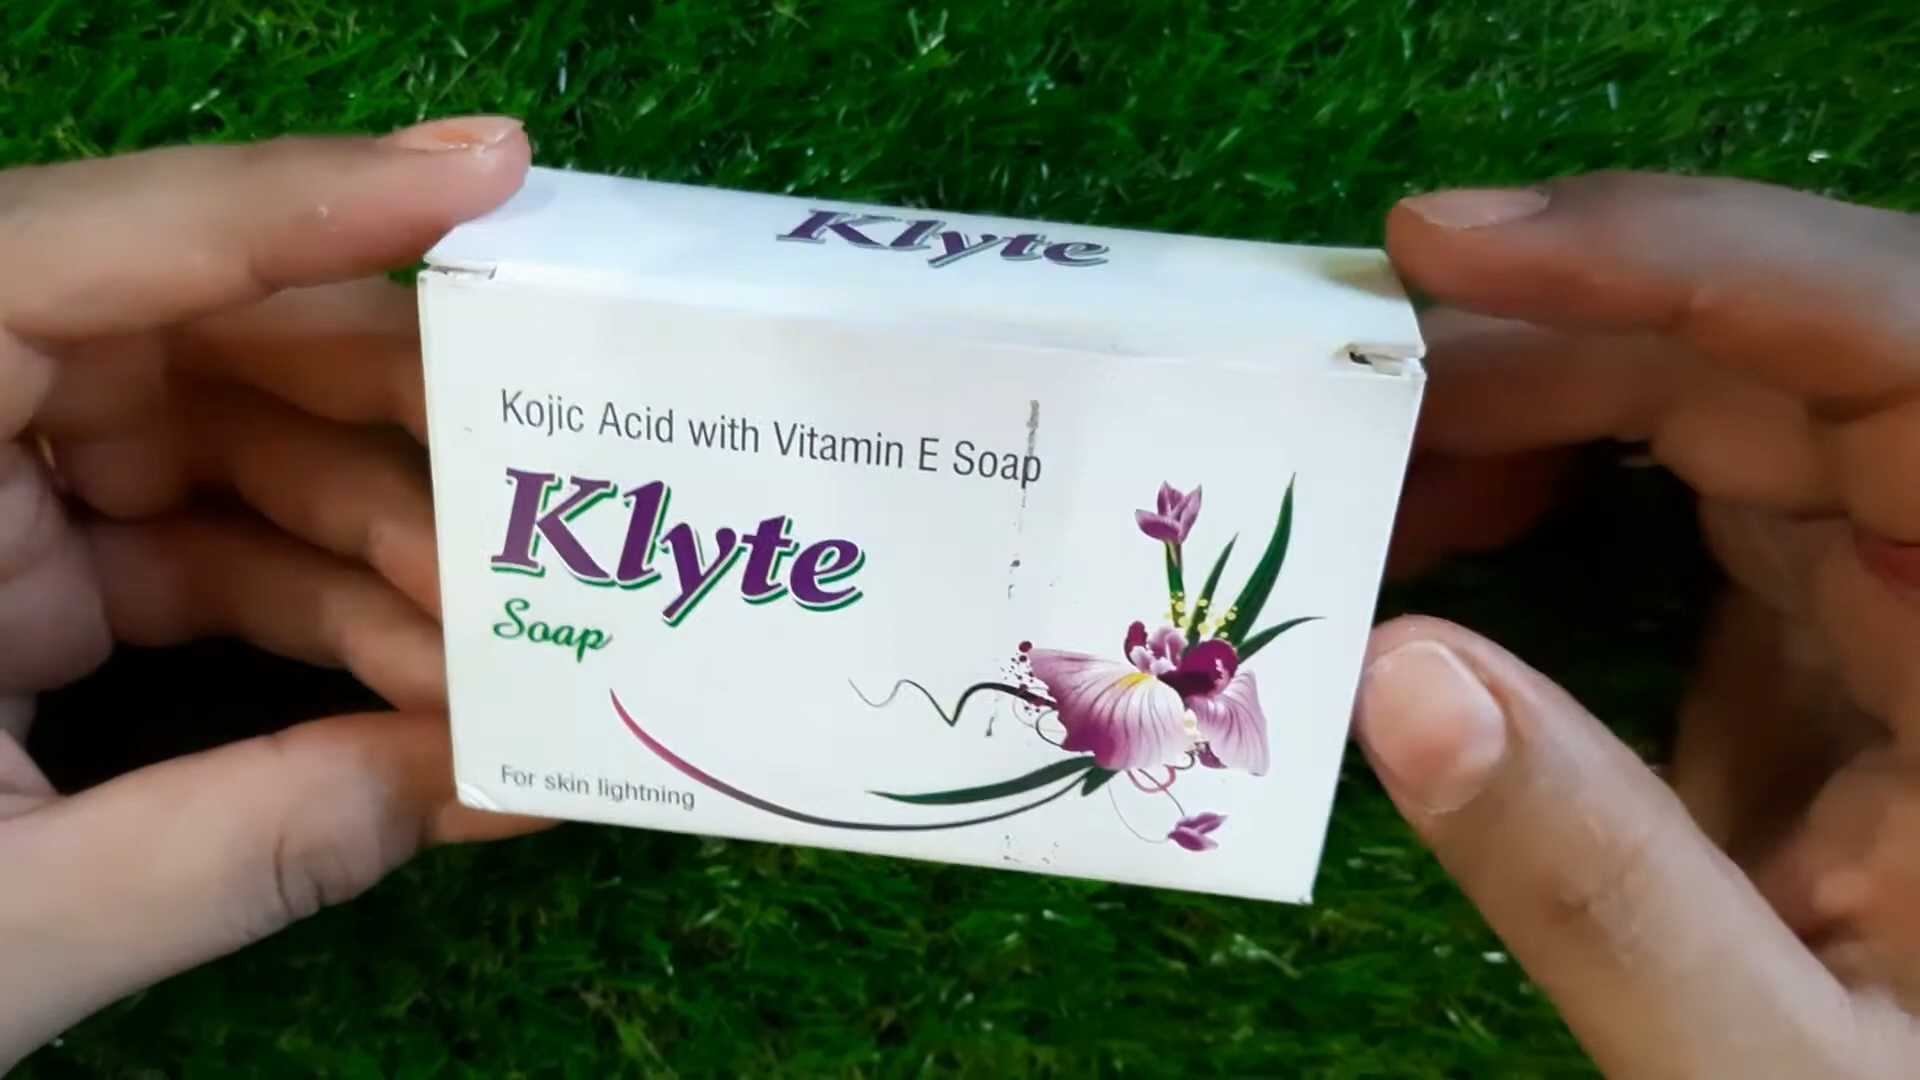 Klyte
Kojic Acid with Vitamin E Soap
Klyte
Soap
For skin lightning